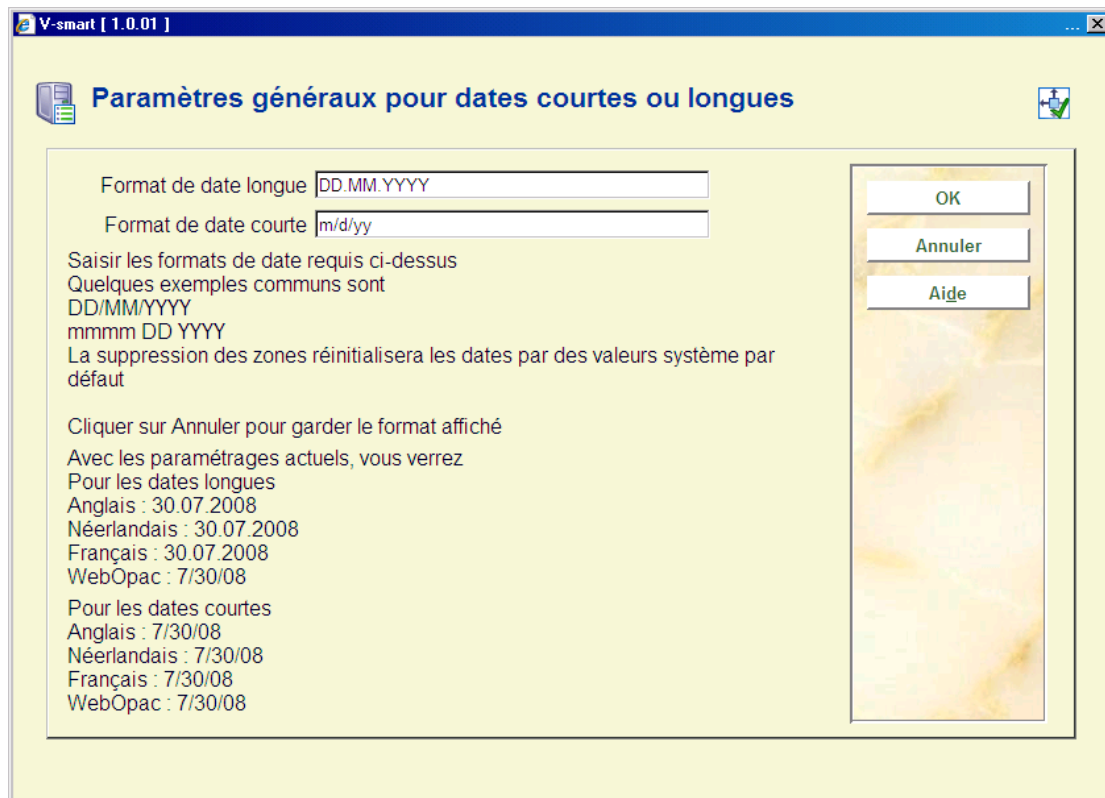 V-smart [ 1.0.01 ]
...
Paramètres généraux pour dates courtes ou longues
Format de date longue DD.MM.YYYY
Format de date courte m/d/yy
Saisir les formats de date requis ci-dessus
Quelques exemples communs sont
DD/MM/YYYY
mmmm DD YYYY
La suppression des zones réinitialisera les dates par des valeurs système par
défaut
Cliquer sur Annuler pour garder le format affiché
Avec les paramétrages actuels, vous verrez
Pour les dates longues
Anglais : 30.07.2008
Néerlandais : 30.07.2008
Français : 30.07.2008
WebOpac : 7/30/08
Pour les dates courtes
Anglais : 7/30/08
Néerlandais : 7/30/08
Français : 7/30/08
WebOpac : 7/30/08
OK
Annuler
Aide